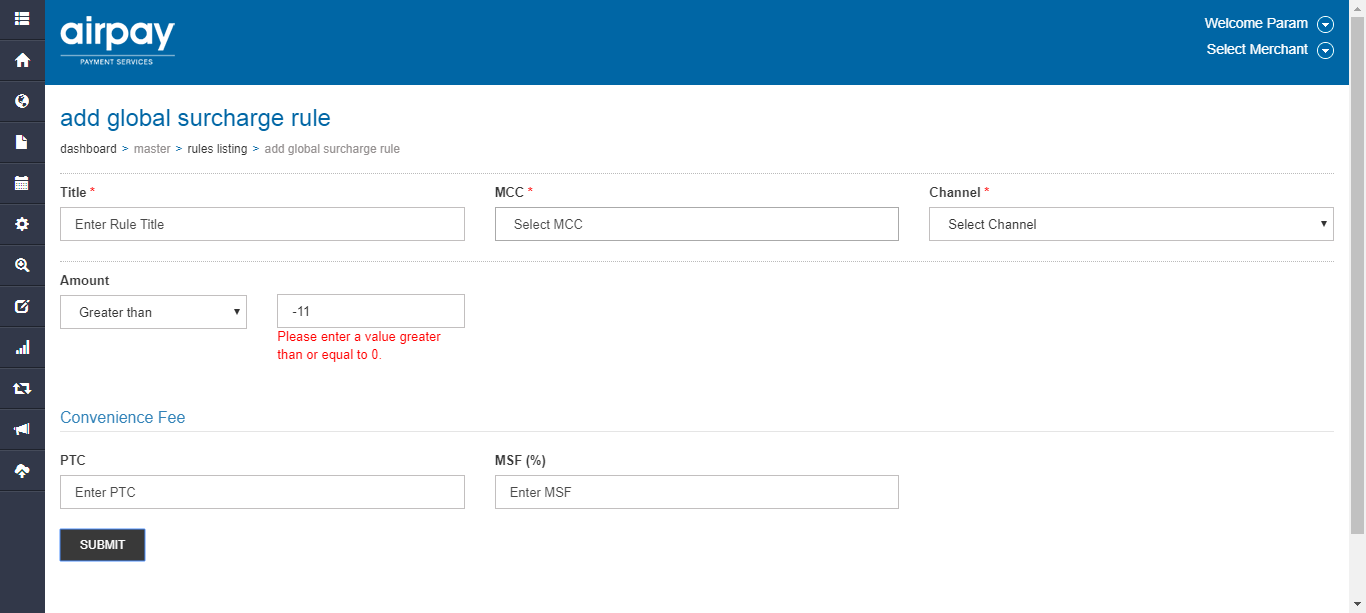 airpay
PAYMENT SERVICES
Welcome Param
Select Merchant
add global surcharge rule
dashboard > master > rules listing > add global surcharge rule
Title * MCC * Channel *
Enter Rule Title Select MCC Select Channel
Amount
Greater than -11
Please enter a value greater
than or equal to 0.
Convenience Fee
PTC MSF (%)
Enter PTC Enter MSF
SUBMIT